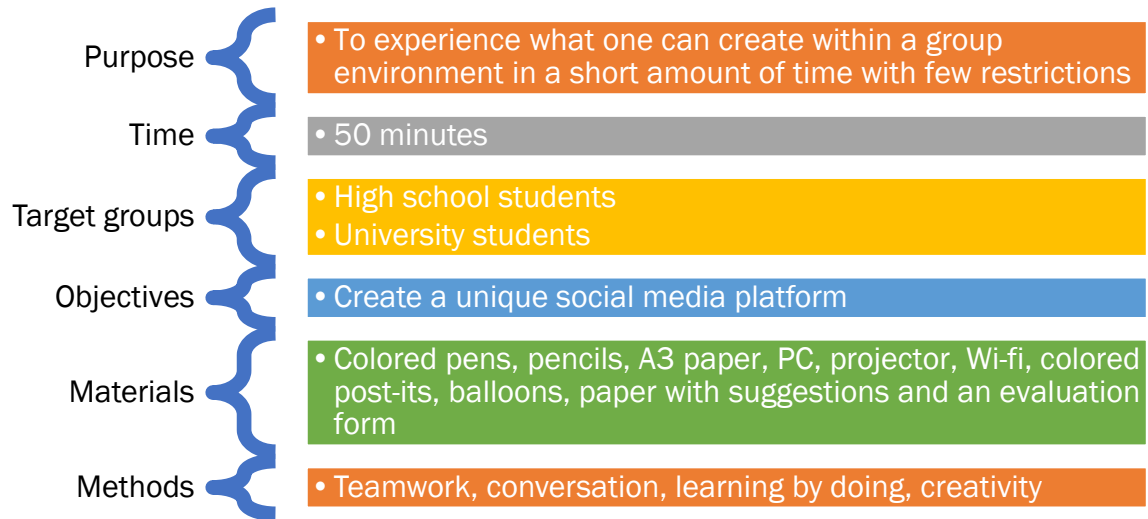 Purpose
• To experience what one can create within a group
environment in a short amount of time with few restrictions
Time
• 50 minutes
Target groups
• High school students
• University students
Objectives
• Create a unique social media platform
Materials
• Colored pens, pencils, A3 paper, PC, projector, Wi-fi, colored
post-its, balloons, paper with suggestions and an evaluation
form
Methods
• Teamwork, conversation, learning by doing, creativity